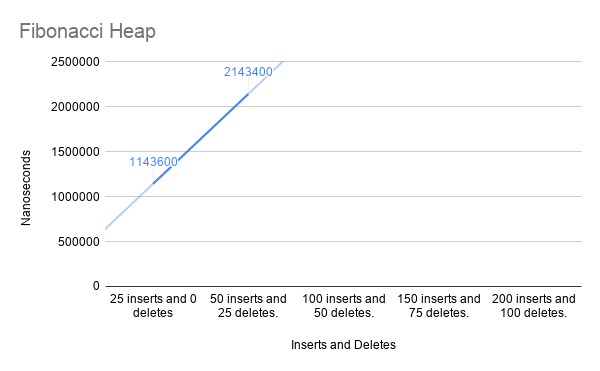 Fibonacci Heap
2500000
2143400
2000000
1500000
1143600
1000000
500000
0
Nanoseconds
25 inserts and 0
deletes
50 inserts and
25 deletes.
100 inserts and
50 deletes.
150 inserts and
75 deletes.
200 inserts and
100 deletes.
Inserts and Deletes